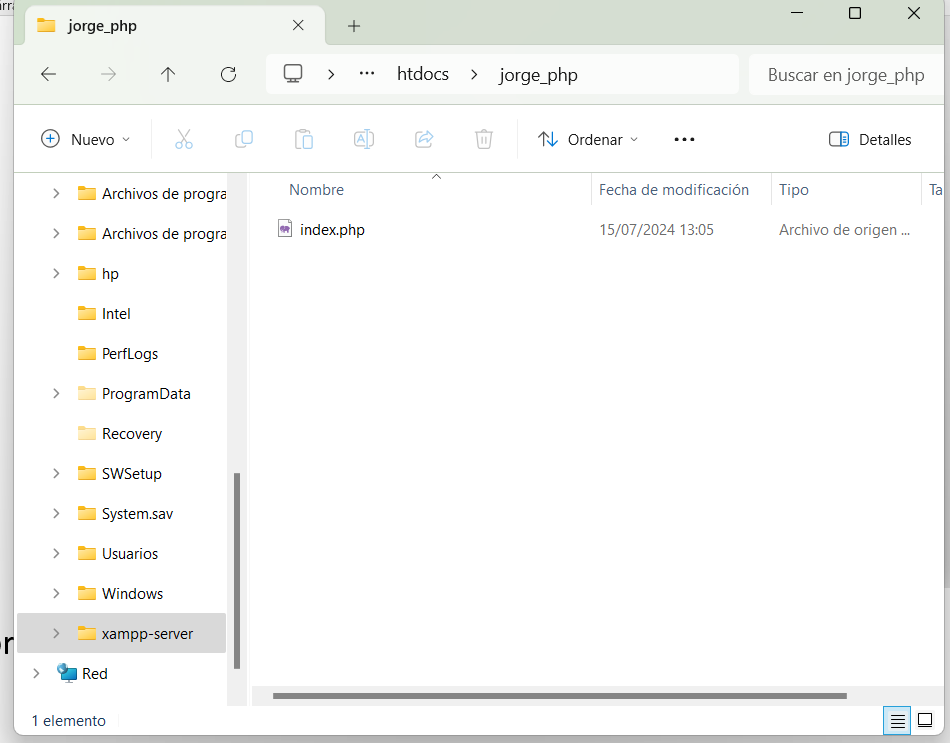 jorge_php
htdocs
jorge_php
Buscar en jorge_php
Nuevo
Ordenar
Detalles
Nombre
Fecha de modificación
Tipo
Ta
index.php
15/07/2024 13:05
Archivo de origen ...
Archivos de progra
Archivos de progra
hp
Intel
PerfLogs
ProgramData
Recovery
SWSetup
System.sav
Usuarios
Windows
xampp-server
Red
1 elemento